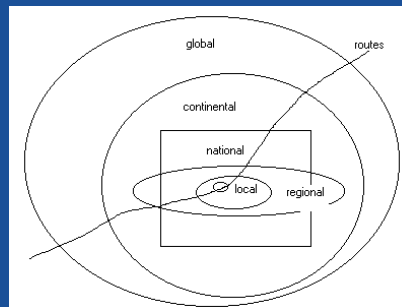 global
routes
continental
national
local
regional